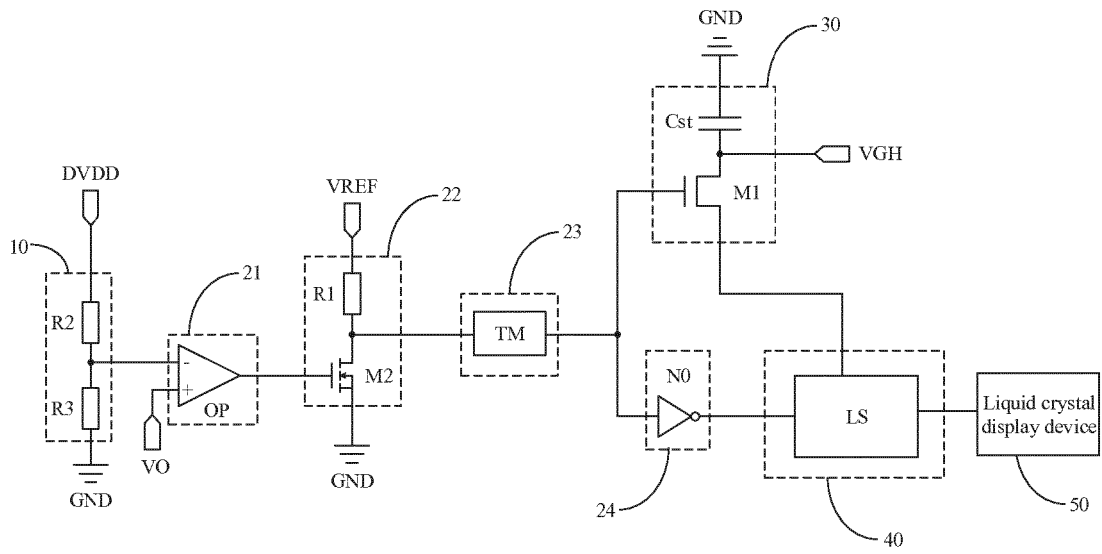 GND
30
Cst
VGH
M1
DVDD
VREF
22
10
21
23
R2
R1
TM
-
+
OP
M2
R3
VO
GND
GND
N0
LS
Liquid crystal
display device
24
40
50